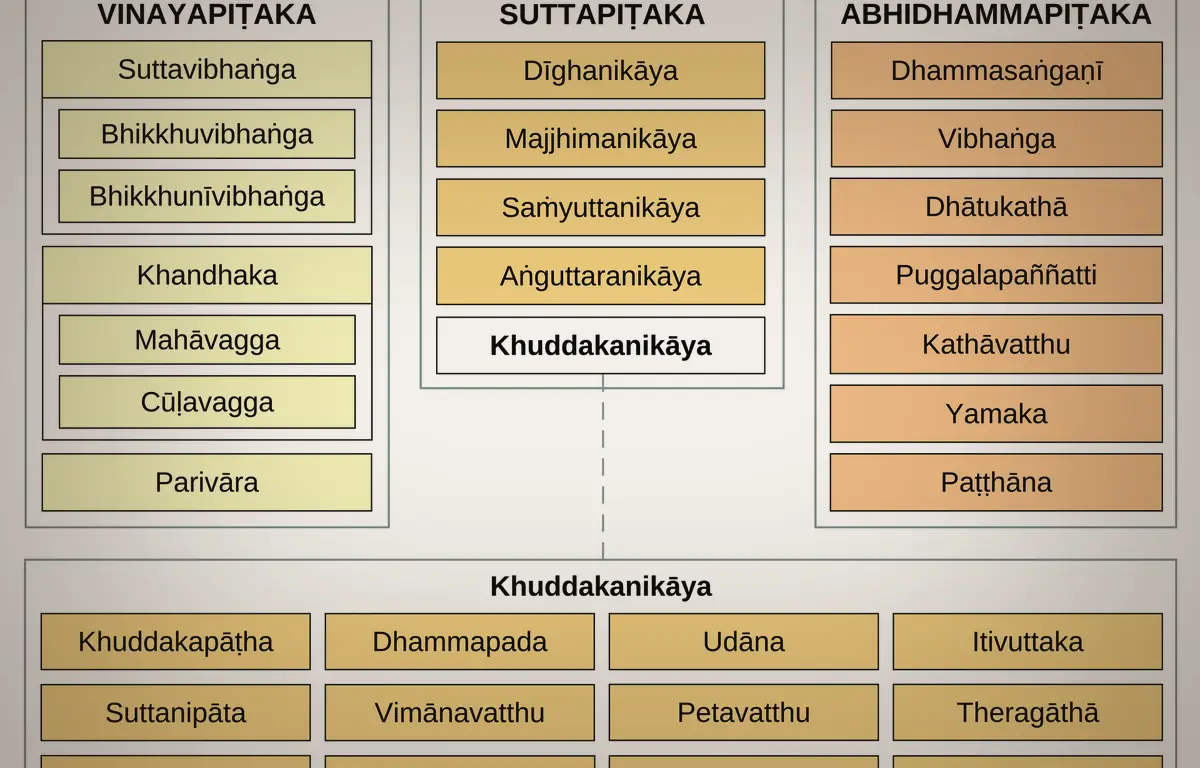 VINAYAPIṬAKA
Suttavibhaṅga
Bhikkhuvibhaṅga
Bhikkhunīvibhaṅga
Khandhaka
Mahāvagga
Cūḷavagga
Parivāra
SUTTAPIṬAKA
Dīghanikāya
Majjhimanikāya
Saṁyuttanikāya
Aṅguttaranikāya
Khuddakanikāya
ABHIDHAMMAPIṬAKA
Dhammasaṅgaṇī
Vibhaṅga
Dhātukathā
Puggalapaññatti
Kathāvatthu
Yamaka
Paṭṭhāna
Khuddakanikāya
Khuddakapāṭha
Dhammapada
Udāna
Itivuttaka
Suttanipāta
Vimānavatthu
Petavatthu
Theragāthā